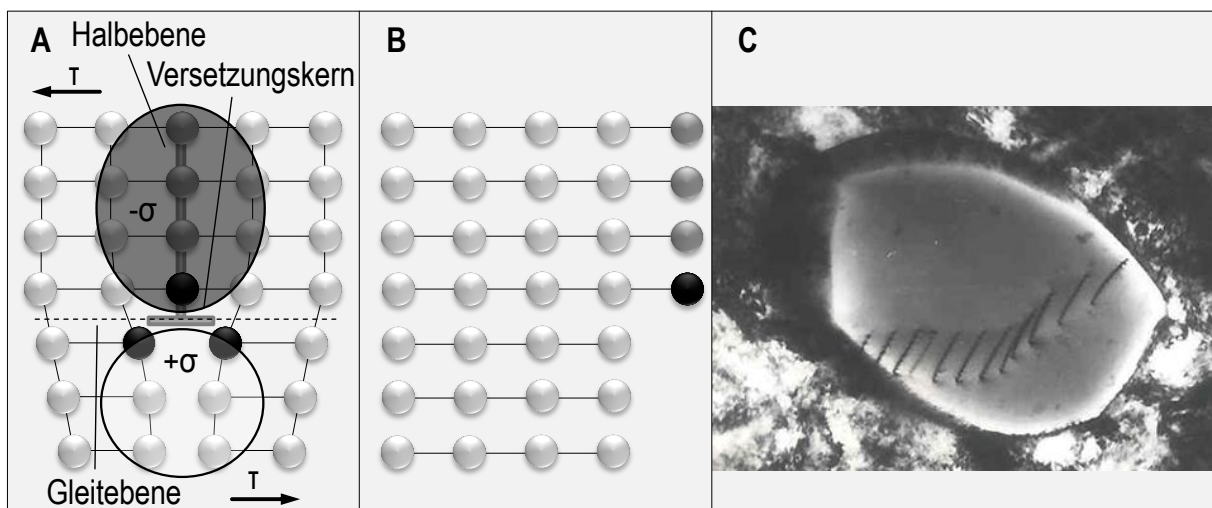 A
Halbebene
Versetzungskern
τ
-σ
+σ
Gleitebene
τ
B
C